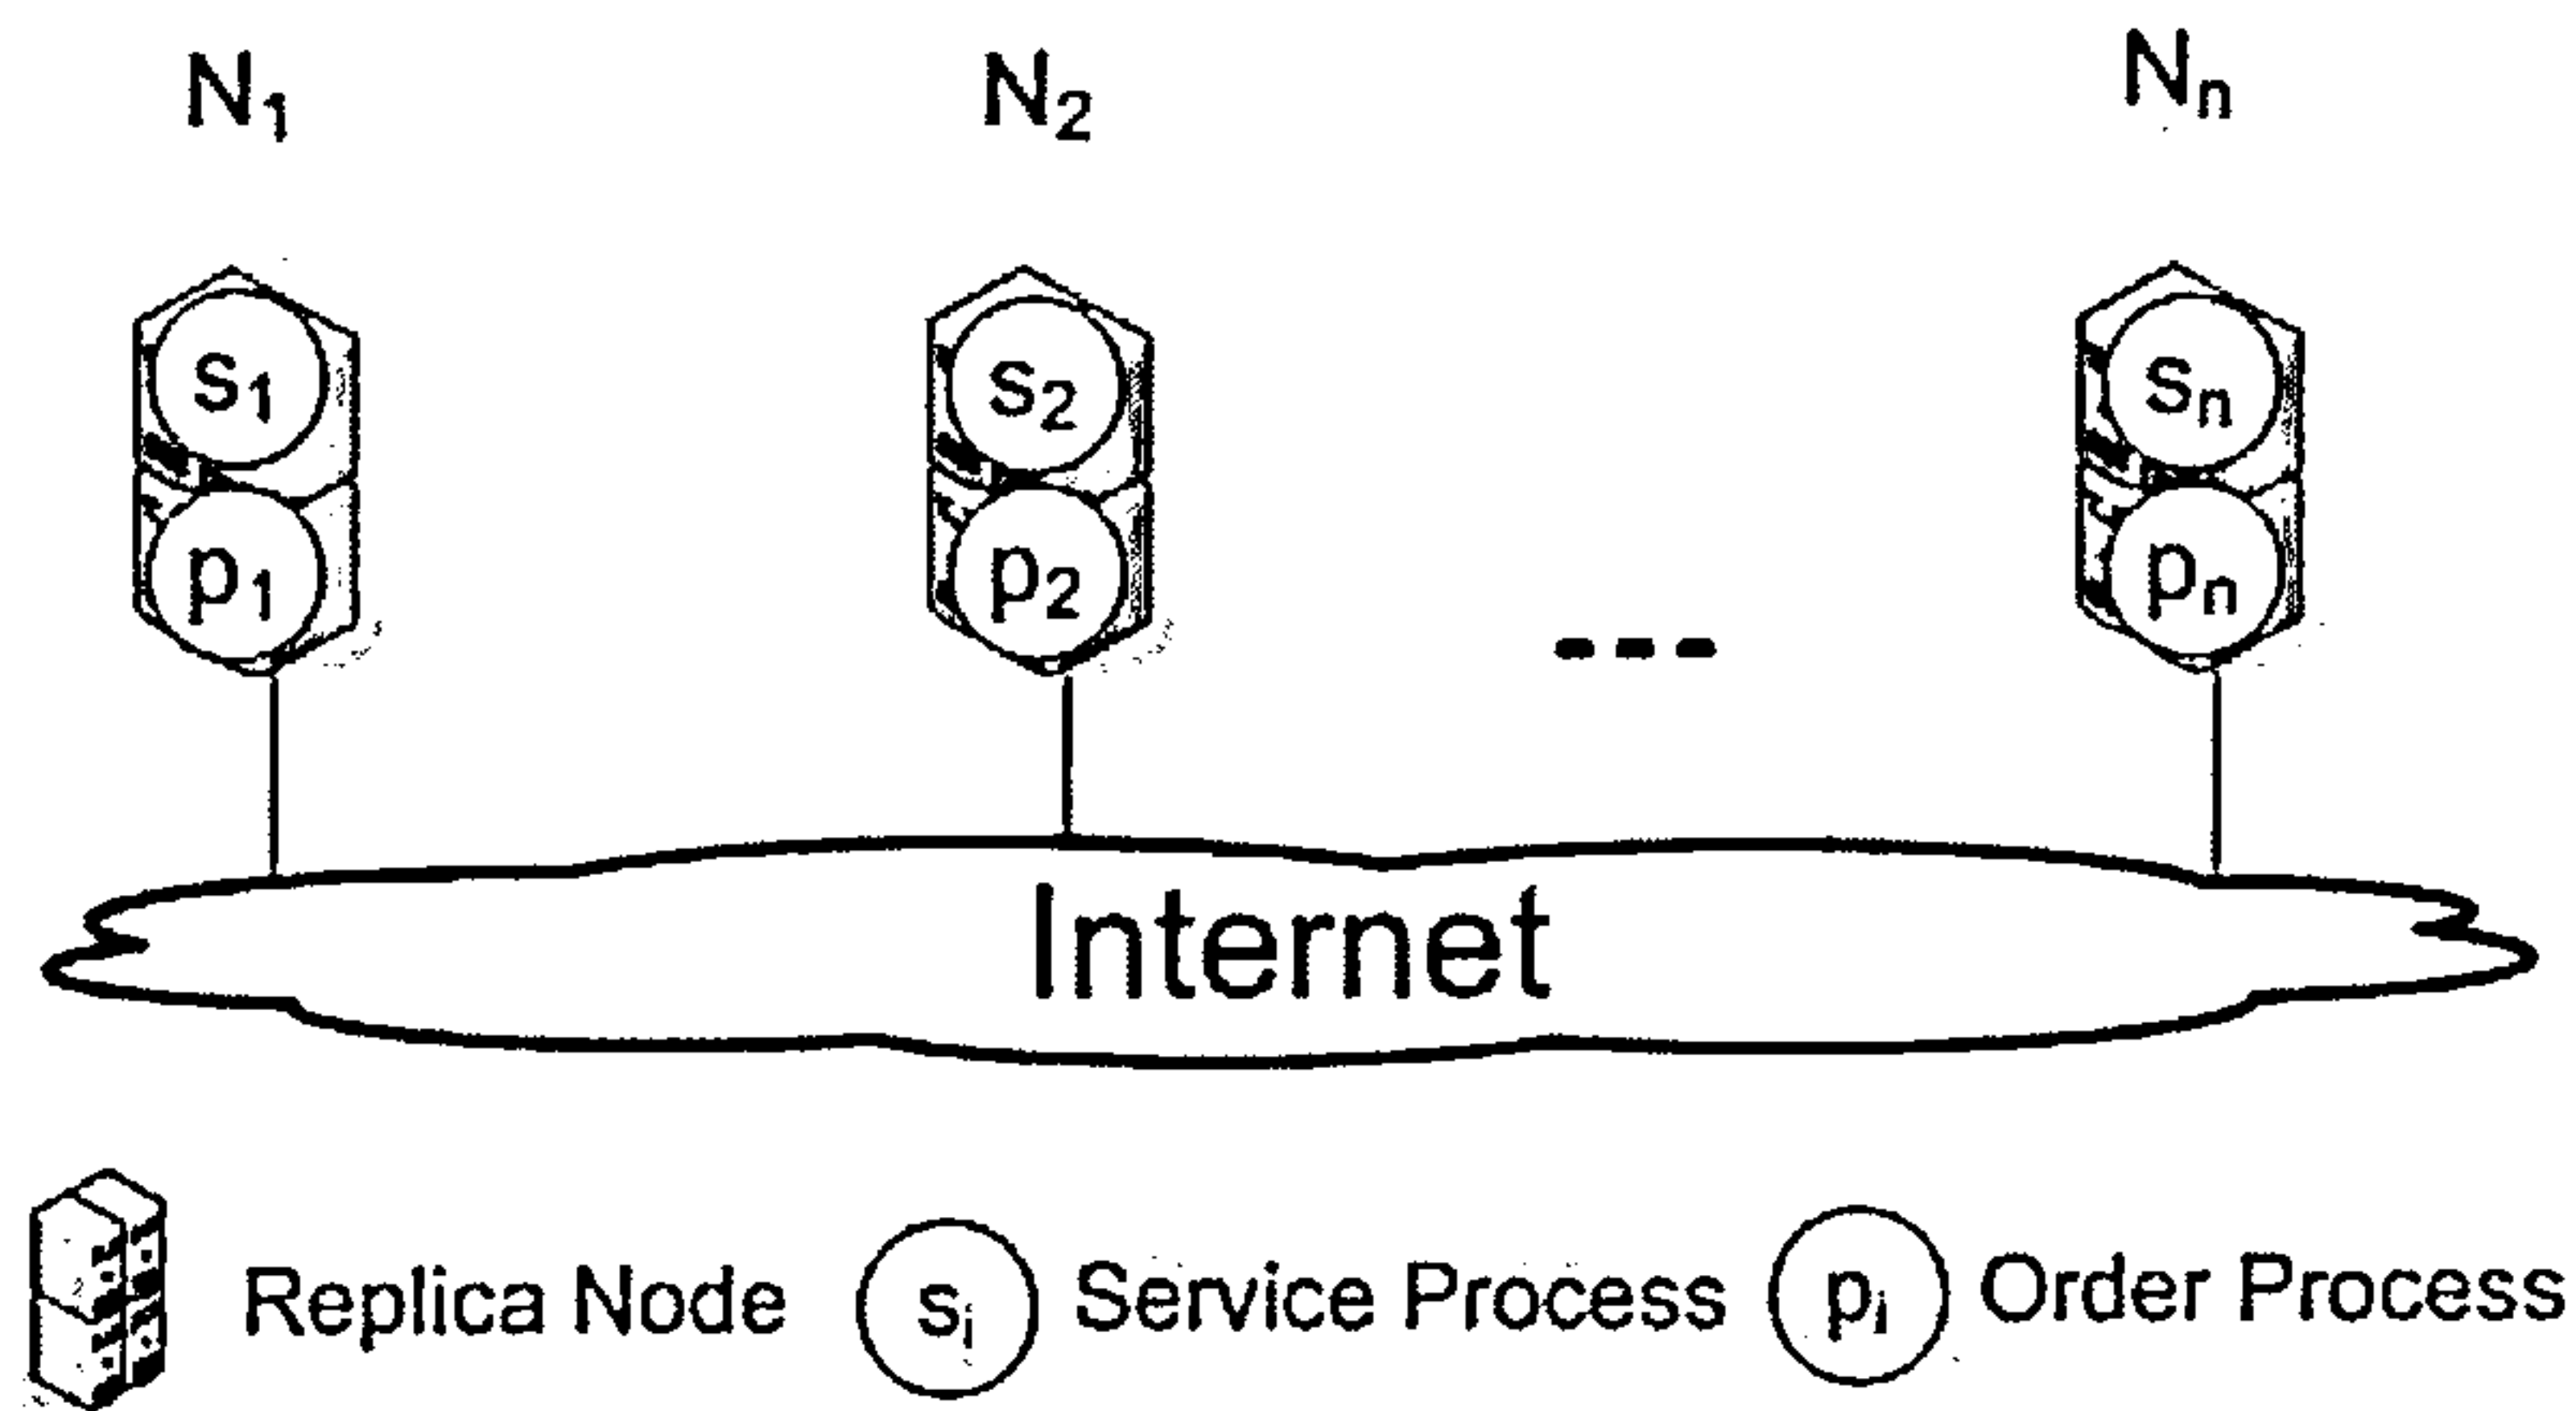 N₁ N₂ Nₙ
s₁ s₂ sₙ
p₁ p₂ pₙ
Internet
Replica Node sᵢ Service Process pᵢ Order Process